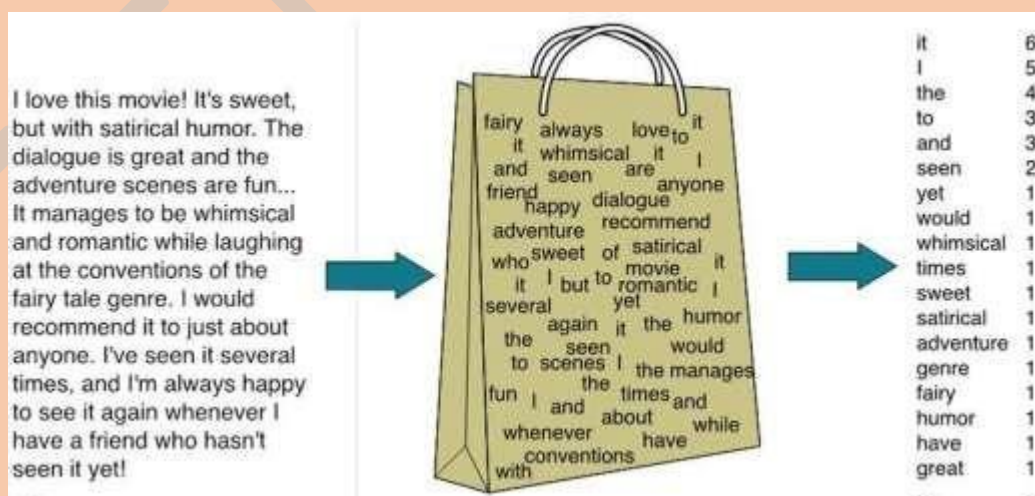 I love this movie! It's sweet,
but with satirical humor. The
dialogue is great and the
adventure scenes are fun...
It manages to be whimsical
and romantic while laughing
at the conventions of the
fairy tale genre. I would
recommend it to just about
anyone. I've seen it several
times, and I'm always happy
to see it again whenever I
have a friend who hasn't
seen it yet!
fairy always love to it
it whimsical it I
and seen are anyone
friend happy dialogue
adventure recommend
who sweet of satirical
it I but to movie it
romantic I
several yet
again it the humor
the seen would
to scenes I the manages
the
fun I and times and
about while
whenever have
conventions
with
it 6
I 5
the 4
to 3
and 3
seen 2
yet 1
would 1
whimsical 1
times 1
sweet 1
satirical 1
adventure 1
genre 1
fairy 1
humor 1
have 1
great 1